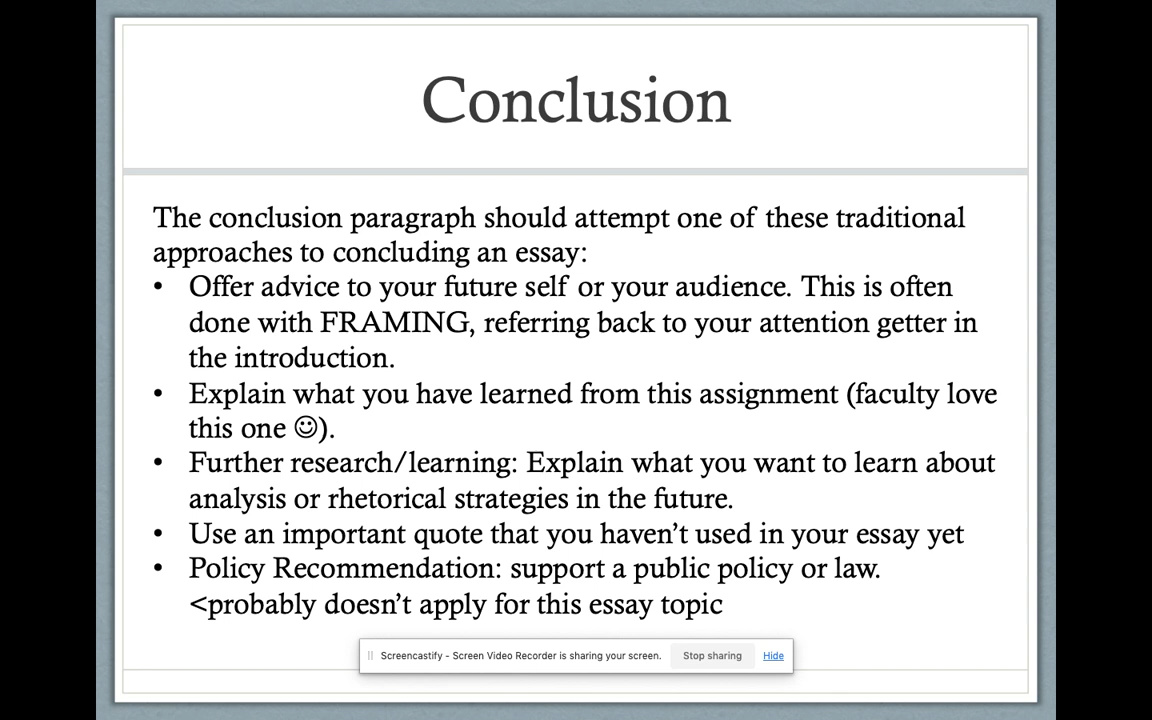 Conclusion
The conclusion paragraph should attempt one of these traditional
approaches to concluding an essay:
• Offer advice to your future self or your audience. This is often
done with FRAMING, referring back to your attention getter in
the introduction.
• Explain what you have learned from this assignment (faculty love
this one ☺).
• Further research/learning: Explain what you want to learn about
analysis or rhetorical strategies in the future.
• Use an important quote that you haven’t used in your essay yet
• Policy Recommendation: support a public policy or law.
<probably doesn’t apply for this essay topic
Screencastify - Screen Video Recorder is sharing your screen. Stop sharing Hide